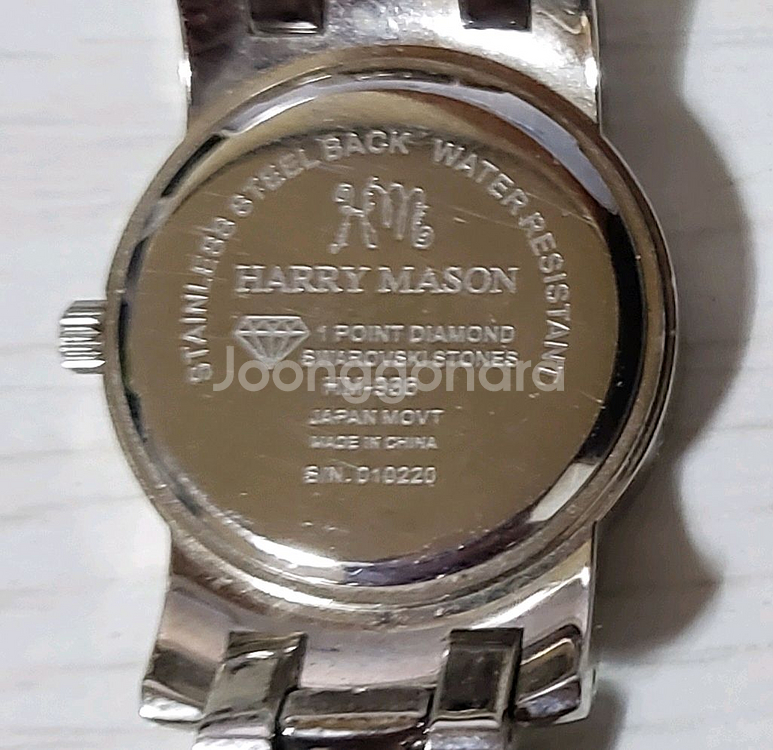 STAINLESS STEEL BACK WATER RESISTANT
HM
HARRY MASON
1 POINT DIAMOND
SWAROVSKI STONES
Joonggonara
JAPAN MOVT
MADE IN CHINA
S/N. 010220